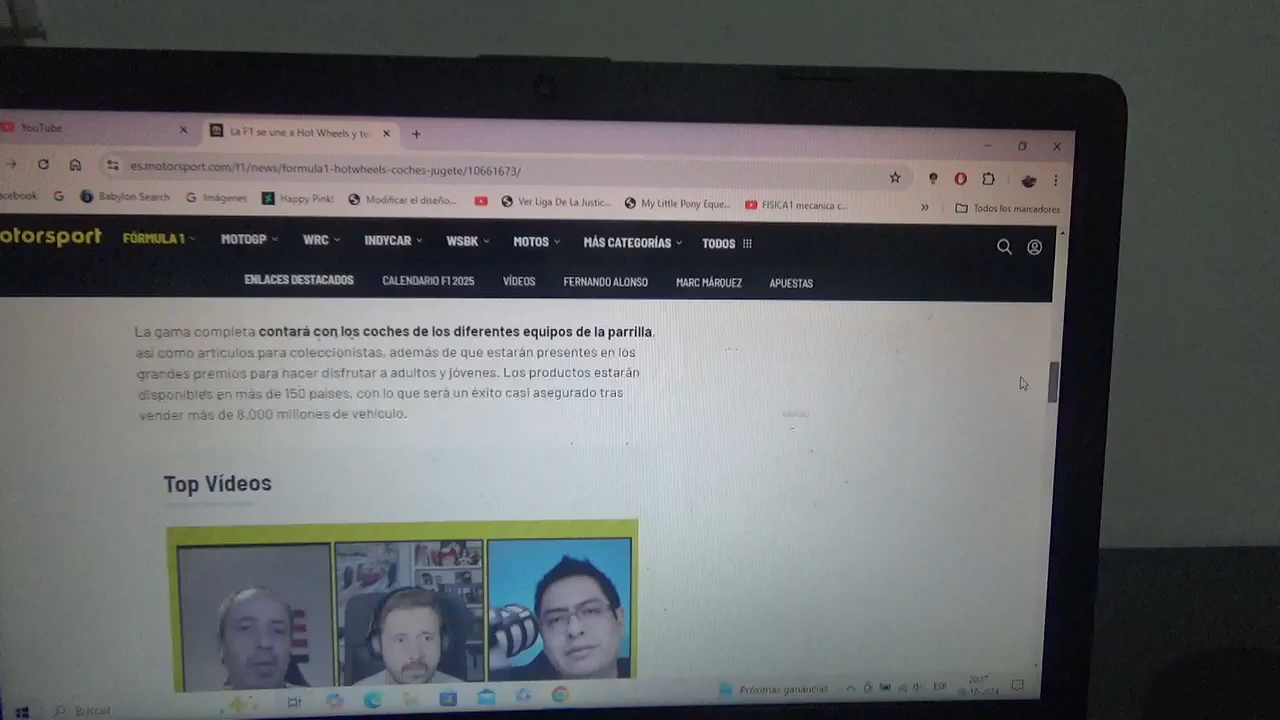 YouTube
La F1 se une a Hot Wheels y te
es.motorsport.com/f1/news/formula1-hotwheels-coches-jugete/10661673/
cebook
Babylon Search
Imágenes
Happy Pink!
Modificar el diseño...
Ver Liga De La Justic...
My Little Pony Eque...
FISICA1 mecanica c...
»
Todos los marcadores
otorsport
FÓRMULA 1
MOTOGP
WRC
INDYCAR
WSBK
MOTOS
MÁS CATEGORÍAS
TODOS
ENLACES DESTACADOS
CALENDARIO F1 2025
VÍDEOS
FERNANDO ALONSO
MARC MÁRQUEZ
APUESTAS
La gama completa contará con los coches de los diferentes equipos de la parrilla,
así como artículos para coleccionistas, además de que estarán presentes en los
grandes premios para hacer disfrutar a adultos y jóvenes. Los productos estarán
disponibles en más de 150 países, con lo que será un éxito casi asegurado tras
vender más de 8.000 millones de vehículo.
Top Vídeos
Buscar
Próximas ganancias
ESP
20:37